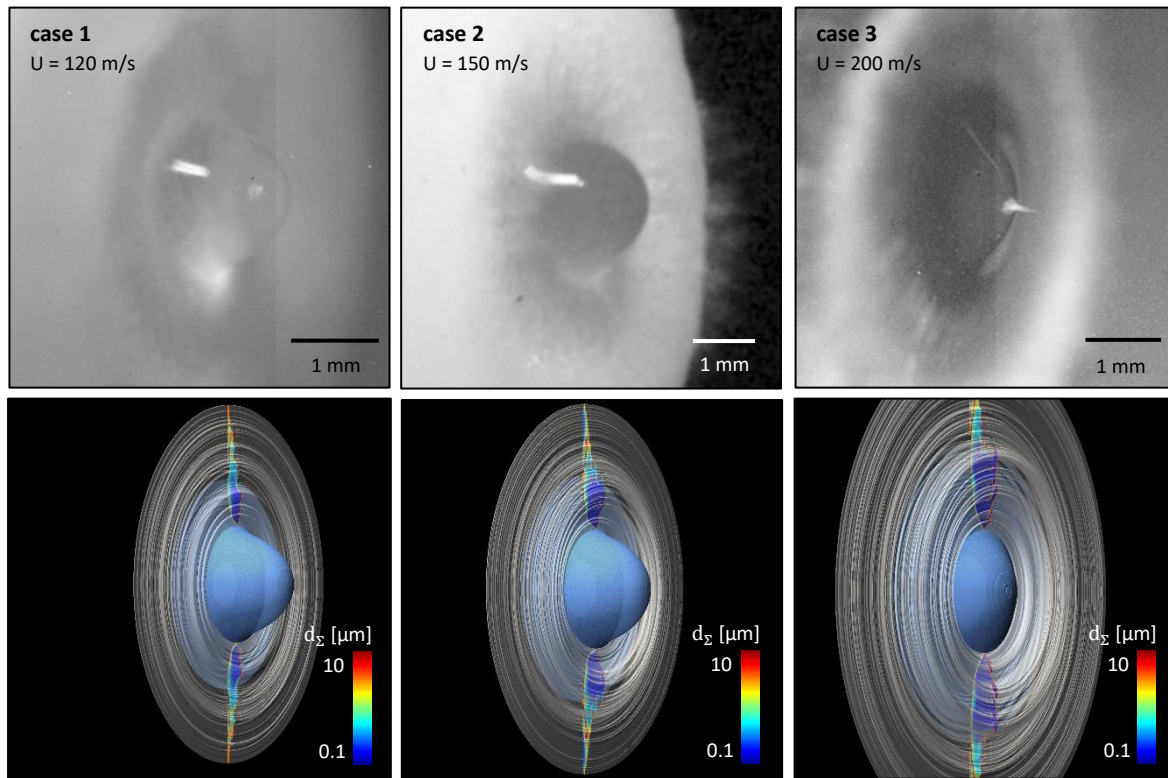 case 1
U = 120 m/s
1 mm
case 2
U = 150 m/s
1 mm
case 3
U = 200 m/s
1 mm
d_Σ [μm]
10
0.1
d_Σ [μm]
10
0.1
d_Σ [μm]
10
0.1